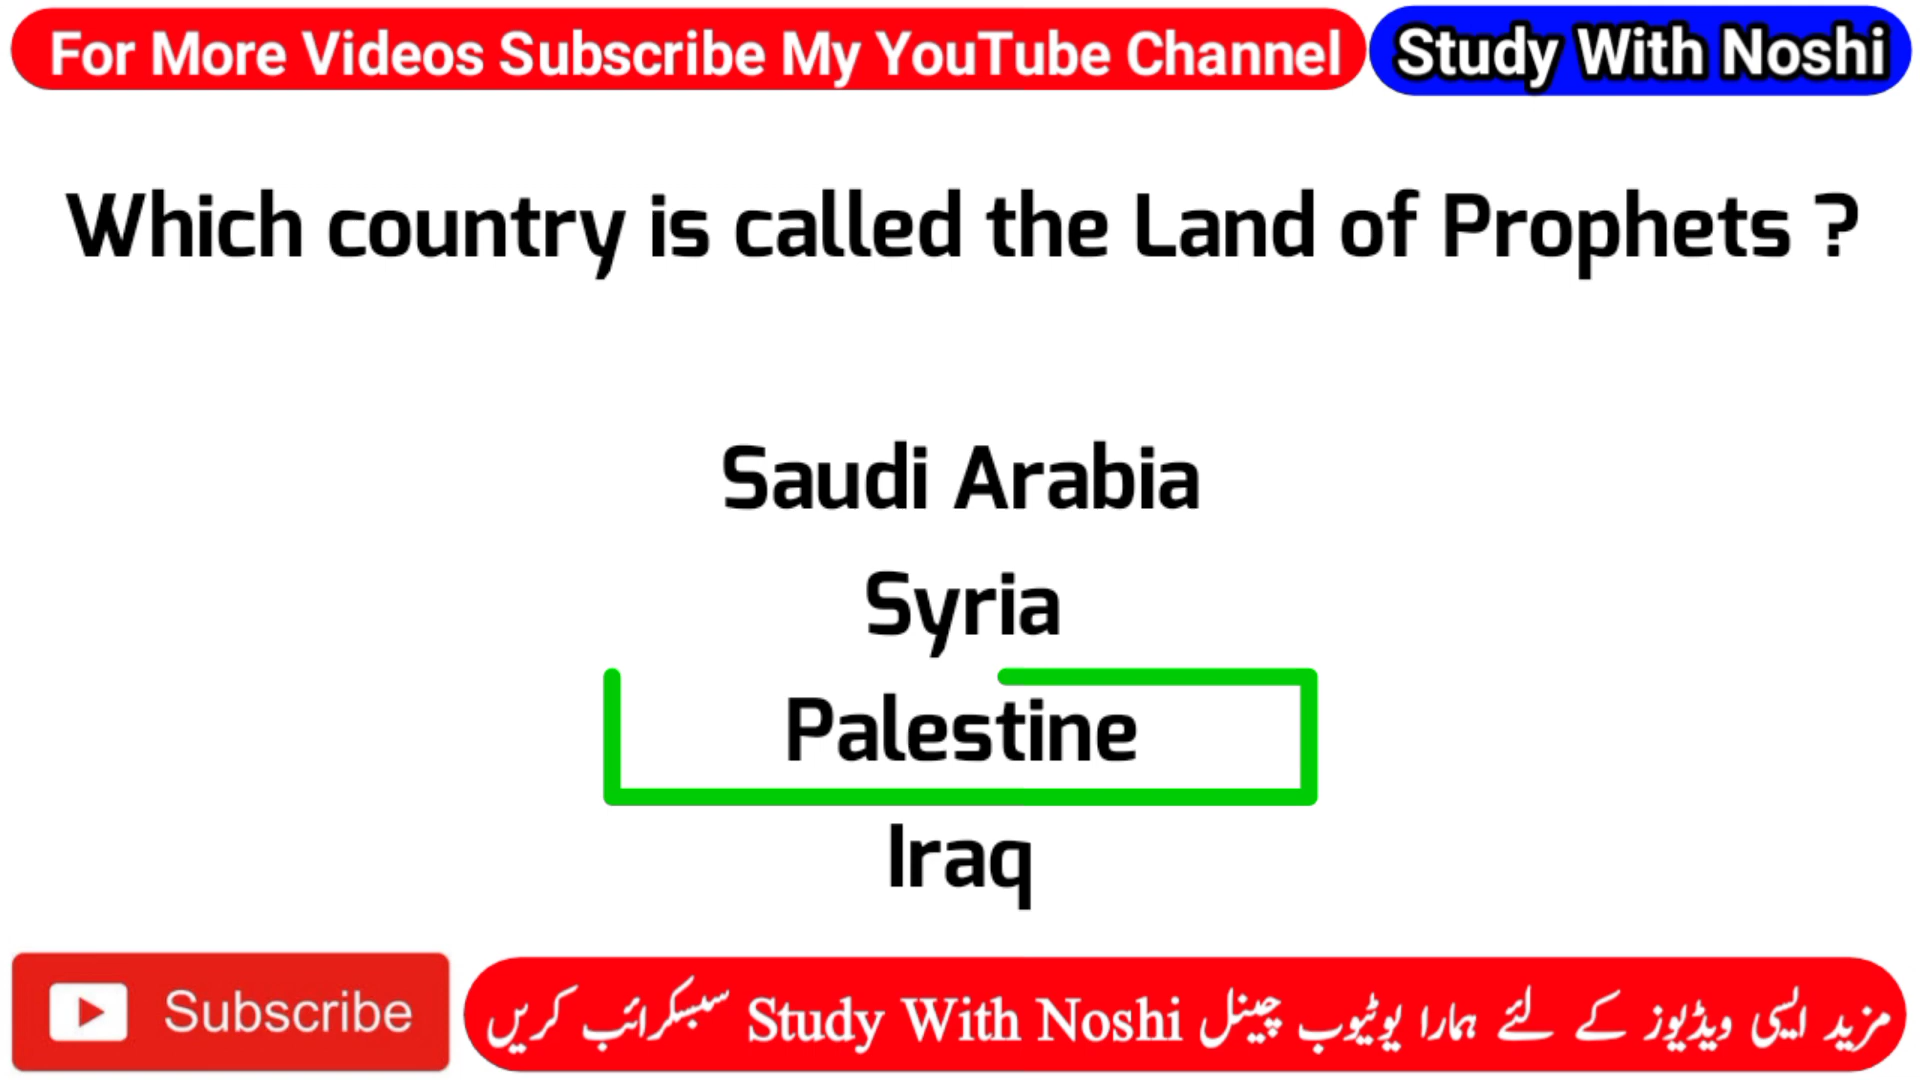 For More Videos Subscribe My YouTube Channel
Study With Noshi
Which country is called the Land of Prophets ?
Saudi Arabia
Syria
Palestine
Iraq
Subscribe
مزید ایسی ویڈیوز کے لئے ہمارا یوٹیوب چینل Study With Noshi سبسکرائب کریں